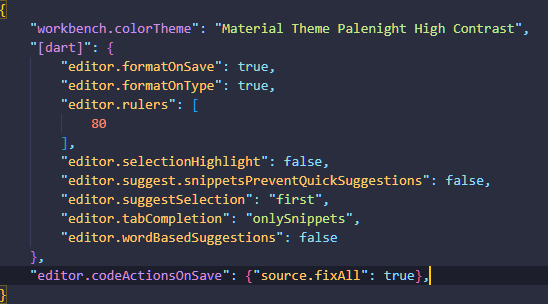 {
    "workbench.colorTheme": "Material Theme Palenight High Contrast",
    "[dart]": {
        "editor.formatOnSave": true,
        "editor.formatOnType": true,
        "editor.rulers": [
            80
        ],
        "editor.selectionHighlight": false,
        "editor.suggest.snippetsPreventQuickSuggestions": false,
        "editor.suggestSelection": "first",
        "editor.tabCompletion": "onlySnippets",
        "editor.wordBasedSuggestions": false
    },
    "editor.codeActionsOnSave": {"source.fixAll": true},
}